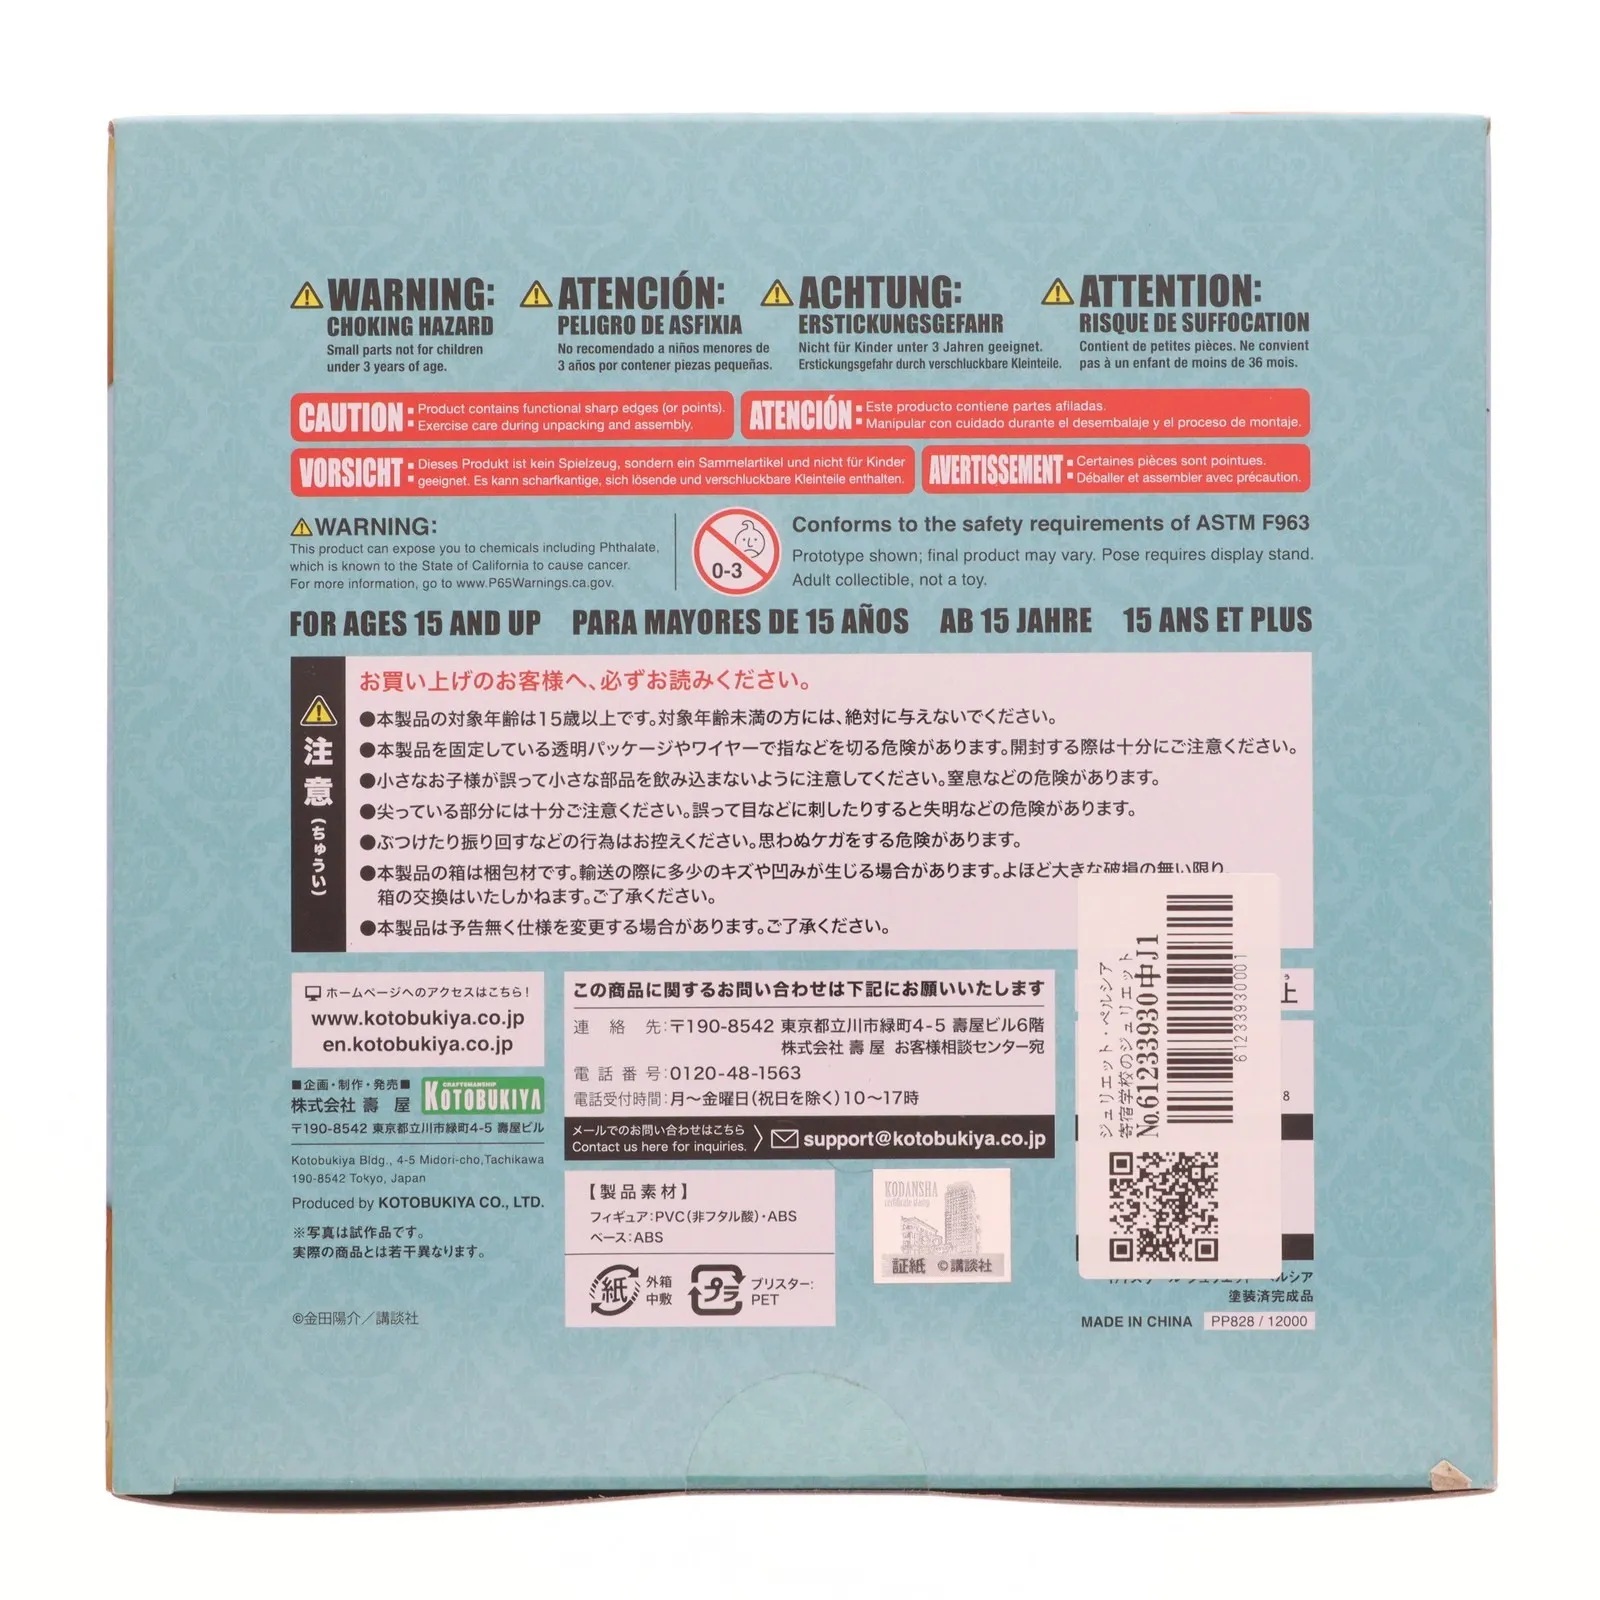 WARNING:
CHOKING HAZARD
Small parts not for children
under 3 years of age.
ATENCIÓN:
PELIGRO DE ASFIXIA
No recomendado a niños menores de
3 años por contener piezas pequeñas.
ACHTUNG:
ERSTICKUNGSGEFAHR
Nicht für Kinder unter 3 Jahren geeignet.
Erstickungsgefahr durch verschluckbare Kleinteile.
ATTENTION:
RISQUE DE SUFFOCATION
Contient de petites pièces. Ne convient
pas à un enfant de moins de 36 mois.
CAUTION: Product contains functional sharp edges (or points).
Exercise care during unpacking and assembly.
ATENCIÓN: Este producto contiene partes afiladas.
Manipular con cuidado durante el desembalaje y el proceso de montaje.
VORSICHT: Dieses Produkt ist kein Spielzeug, sondern ein Sammelartikel und nicht für Kinder
geeignet. Es kann scharfkantige, sich lösende und verschluckbare Kleinteile enthalten.
AVERTISSEMENT: Certaines pièces sont pointues.
Déballer et assembler avec précaution.
WARNING:
This product can expose you to chemicals including Phthalate,
which is known to the State of California to cause cancer.
For more information, go to www.P65Warnings.ca.gov.
0-3
Conforms to the safety requirements of ASTM F963
Prototype shown; final product may vary. Pose requires display stand.
Adult collectible, not a toy.
FOR AGES 15 AND UP PARA MAYORES DE 15 AÑOS AB 15 JAHRE 15 ANS ET PLUS
注意(ちゅうい)
お買い上げのお客様へ、必ずお読みください。
●本製品の対象年齢は15歳以上です。対象年齢未満の方には、絶対に与えないでください。
●本製品を固定している透明パッケージやワイヤーで指などを切る危険があります。開封する際は十分にご注意ください。
●小さなお子様が誤って小さな部品を飲み込まないように注意してください。窒息などの危険があります。
●尖っている部分には十分ご注意ください。誤って目などに刺したりすると失明などの危険があります。
●ぶつけたり振り回すなどの行為はお控えください。思わぬケガをする危険があります。
●本製品の箱は梱包材です。輸送の際に多少のキズや凹みが生じる場合があります。よほど大きな破損の無い限り、
箱の交換はいたしかねます。ご了承ください。
●本製品は予告無く仕様を変更する場合があります。ご了承ください。
ホームページへのアクセスはこちら!
www.kotobukiya.co.jp
en.kotobukiya.co.jp
■企画・制作・発売■
株式会社 壽 屋
CRAFTSMANSHIP
KOTOBUKIYA
〒190-8542 東京都立川市緑町4-5 壽屋ビル
Kotobukiya Bldg., 4-5 Midori-cho,Tachikawa
190-8542 Tokyo, Japan
Produced by KOTOBUKIYA CO., LTD.
※写真は試作品です。
実際の商品とは若干異なります。
©金田陽介/講談社
この商品に関するお問い合わせは下記にお願いいたします
連 絡 先:〒190-8542 東京都立川市緑町4-5 壽屋ビル6階
株式会社 壽 屋 お客様相談センター宛
電 話 番 号:0120-48-1563
電話受付時間:月〜金曜日(祝日を除く)10〜17時
メールでのお問い合わせはこちら
Contact us here for inquiries.
support@kotobukiya.co.jp
【製品素材】
フィギュア:PVC(非フタル酸)・ABS
ベース:ABS
紙 外箱
中敷
プラ ブリスター:
PET
KODANSHA
証紙 ©講談社
ジュリエット・ペルシア
寄宿学校のジュリエット
No.6123393​0中J1
6123393​0001
上
8
塗装済完成品
MADE IN CHINA PP828 / 12000